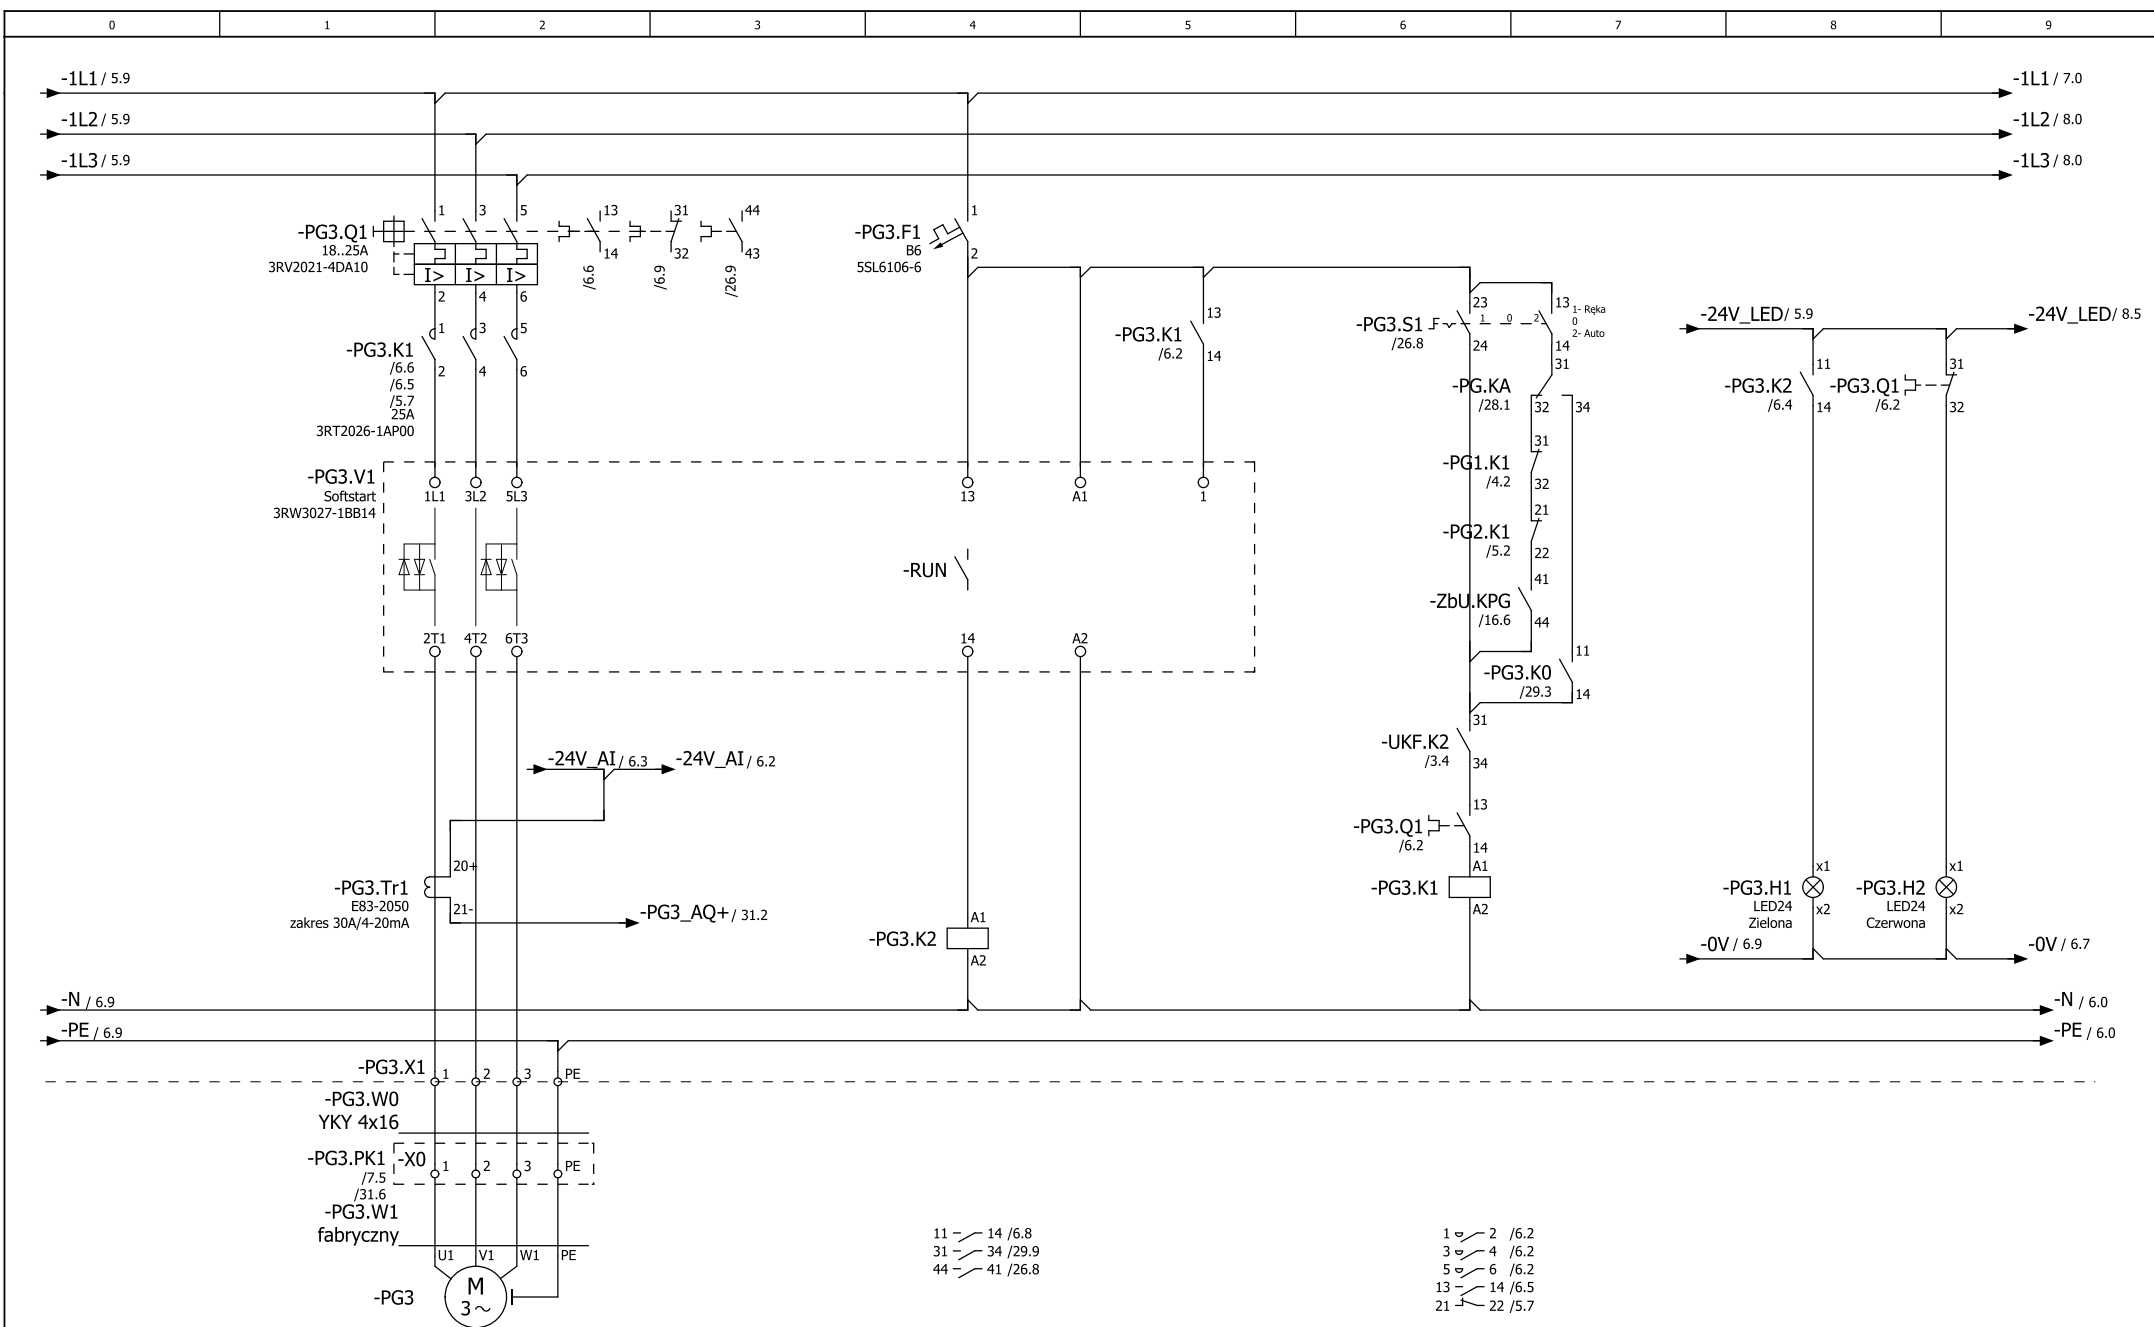 0 1 2 3 4 5 6 7 8 9
-1L1 / 5.9
-1L1 / 7.0
-1L2 / 5.9
-1L2 / 8.0
-1L3 / 5.9
-1L3 / 8.0
-PG3.Q1
18..25A
3RV2021-4DA10
1 3 5
I> I> I>
2 4 6
13
14
/6.6
31
32
/6.9
44
43
/26.9
-PG3.K1
/6.6
/6.5
/5.7
25A
3RT2026-1AP00
1 3 5
2 4 6
-PG3.V1
Softstart
3RW3027-1BB14
1L1 3L2 5L3
13 A1 1
-RUN
2T1 4T2 6T3
14 A2
-PG3.F1
B6
5SL6106-6
1
2
-PG3.K1
/6.2
13
14
-PG3.S1
/26.8
23
24
1 0 2
13
14
1- Ręka
0
2- Auto
-PG.KA
/28.1
31
32 34
-PG1.K1
/4.2
31
32
-PG2.K1
/5.2
21
22
-ZbU.KPG
/16.6
41
44
-PG3.K0
/29.3
11
14
-UKF.K2
/3.4
31
34
-PG3.Q1
/6.2
13
14
-PG3.K1
A1
A2
-24V_LED / 5.9
-24V_LED / 8.5
-PG3.K2
/6.4
11
14
-PG3.Q1
/6.2
31
32
-PG3.H1
LED24
Zielona
x1
x2
-PG3.H2
LED24
Czerwona
x1
x2
-0V / 6.9
-0V / 6.7
-24V_AI / 6.3
-24V_AI / 6.2
-PG3.Tr1
E83-2050
zakres 30A/4-20mA
20+
21-
-PG3_AQ+ / 31.2
-PG3.K2
A1
A2
-N / 6.9
-N / 6.0
-PE / 6.9
-PE / 6.0
-PG3.X1
1 2 3 PE
-PG3.W0
YKY 4x16
-PG3.PK1
/7.5
/31.6
-X0
1 2 3 PE
-PG3.W1
fabryczny
U1 V1 W1 PE
-PG3
M
3~
11 14 /6.8
31 34 /29.9
44 41 /26.8
1 2 /6.2
3 4 /6.2
5 6 /6.2
13 14 /6.5
21 22 /5.7